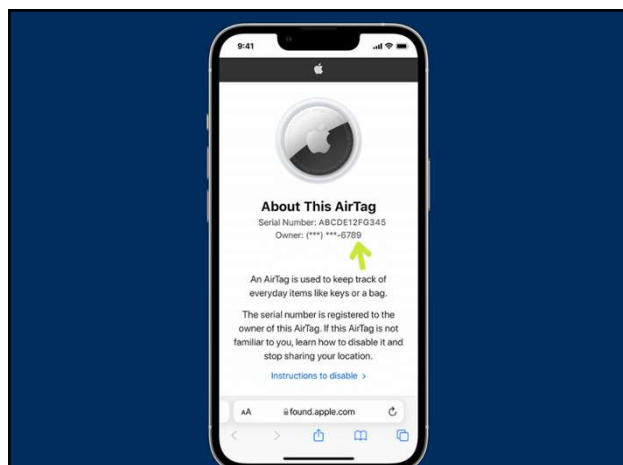 9:41
About This AirTag
Serial Number: ABCDE12FG345
Owner: (***) ***-6789
An AirTag is used to keep track of
everyday items like keys or a bag.
The serial number is registered to the
owner of this AirTag. If this AirTag is not
familiar to you, learn how to disable it and
stop sharing your location.
Instructions to disable >
AA found.apple.com